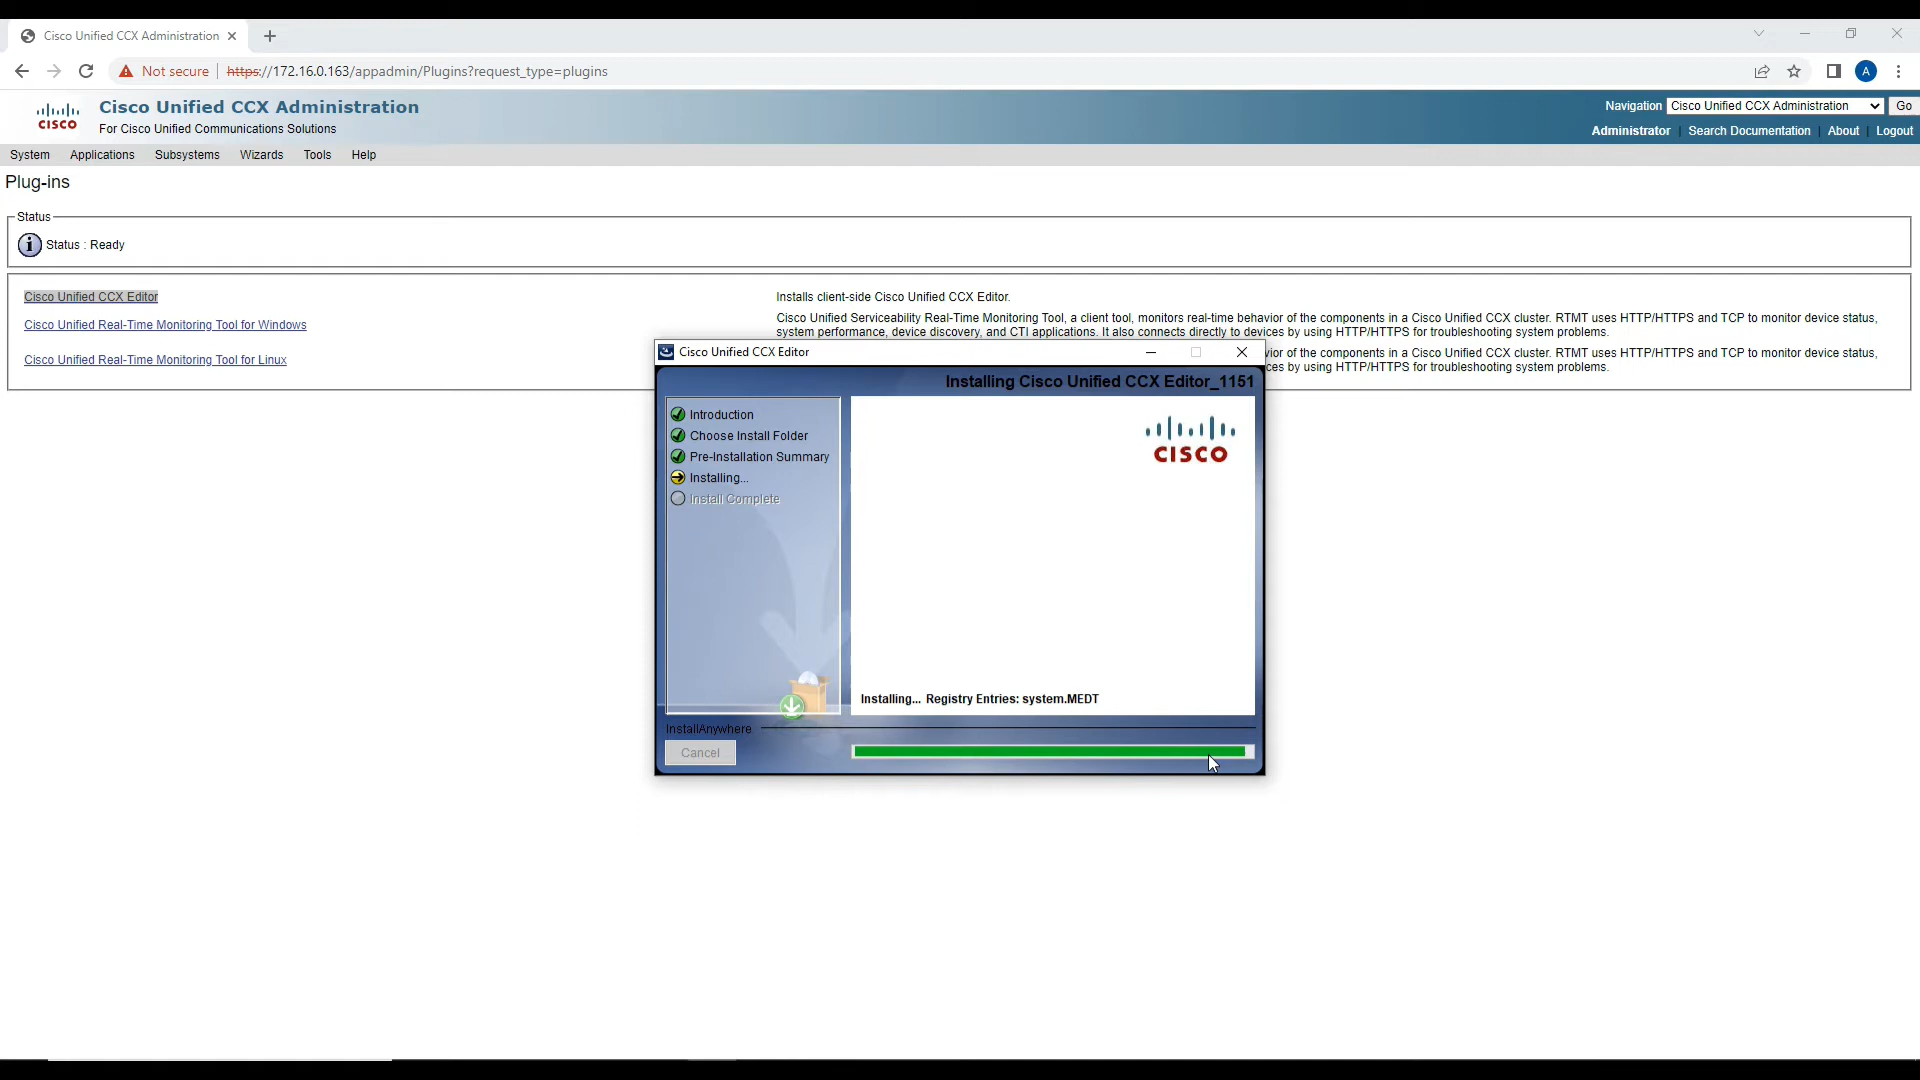 Cisco Unified CCX Administration
Not secure | https://172.16.0.163/appadmin/Plugins?request_type=plugins
A
CISCO
Cisco Unified CCX Administration
For Cisco Unified Communications Solutions
Navigation Cisco Unified CCX Administration Go
Administrator | Search Documentation | About | Logout
System Applications Subsystems Wizards Tools Help
Plug-ins
Status
Status : Ready
Cisco Unified CCX Editor
Installs client-side Cisco Unified CCX Editor.
Cisco Unified Real-Time Monitoring Tool for Windows
Cisco Unified Serviceability Real-Time Monitoring Tool, a client tool, monitors real-time behavior of the components in a Cisco Unified CCX cluster. RTMT uses HTTP/HTTPS and TCP to monitor device status,
system performance, device discovery, and CTI applications. It also connects directly to devices by using HTTP/HTTPS for troubleshooting system problems.
Cisco Unified Real-Time Monitoring Tool for Linux
vior of the components in a Cisco Unified CCX cluster. RTMT uses HTTP/HTTPS and TCP to monitor device status,
ces by using HTTP/HTTPS for troubleshooting system problems.
Cisco Unified CCX Editor
Installing Cisco Unified CCX Editor_1151
Introduction
Choose Install Folder
Pre-Installation Summary
Installing...
Install Complete
CISCO
Installing... Registry Entries: system.MEDT
InstallAnywhere
Cancel